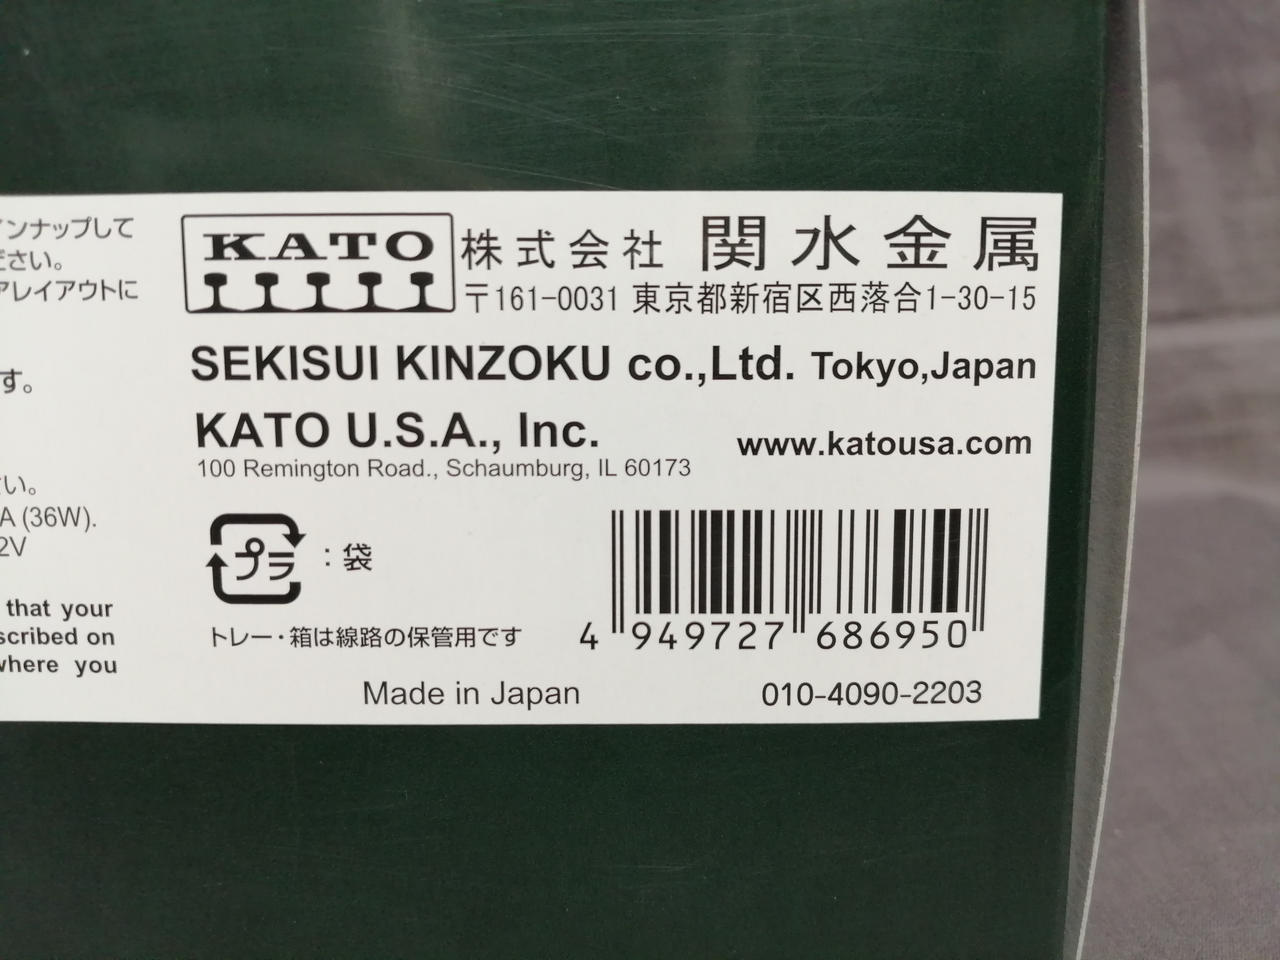 インナップして
ださい。
アレイアウトに
す。
さい。
A (36W).
2V
that your
scribed on
where you
KATO
株式会社 関水金属
〒161-0031 東京都新宿区西落合1-30-15
SEKISUI KINZOKU co.,Ltd. Tokyo,Japan
KATO U.S.A., Inc.
www.katousa.com
100 Remington Road., Schaumburg, IL 60173
プラ : 袋
トレー・箱は線路の保管用です
4 949727 686950
Made in Japan
010-4090-2203